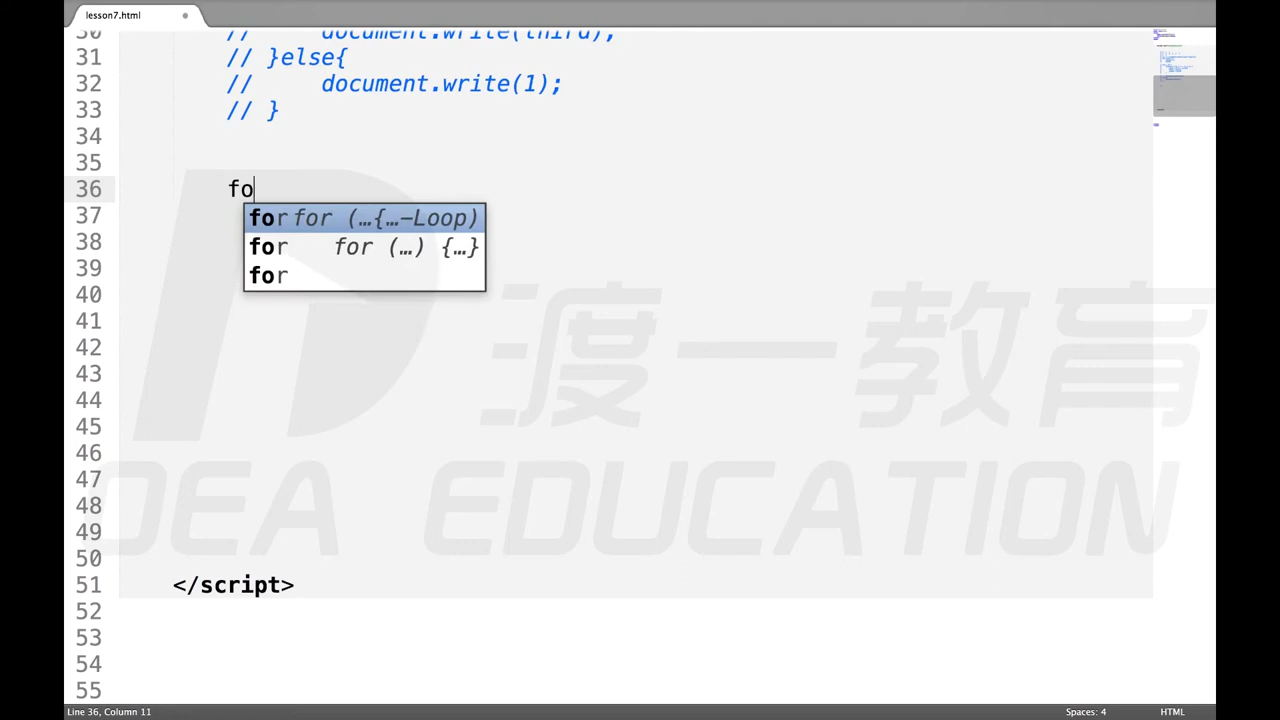 lesson7.html
30 // document.write(third);
31 // }else{
32 // document.write(1);
33 // }
34
35
36 fo
for for (…{…-Loop)
for for (…) {…}
for
37
38
39
40
41
42
43
44
45
46
47
48
49
50
51 </script>
52
53
54
55
渡一教育
IDEA EDUCATION
Line 36, Column 11
Spaces: 4
HTML